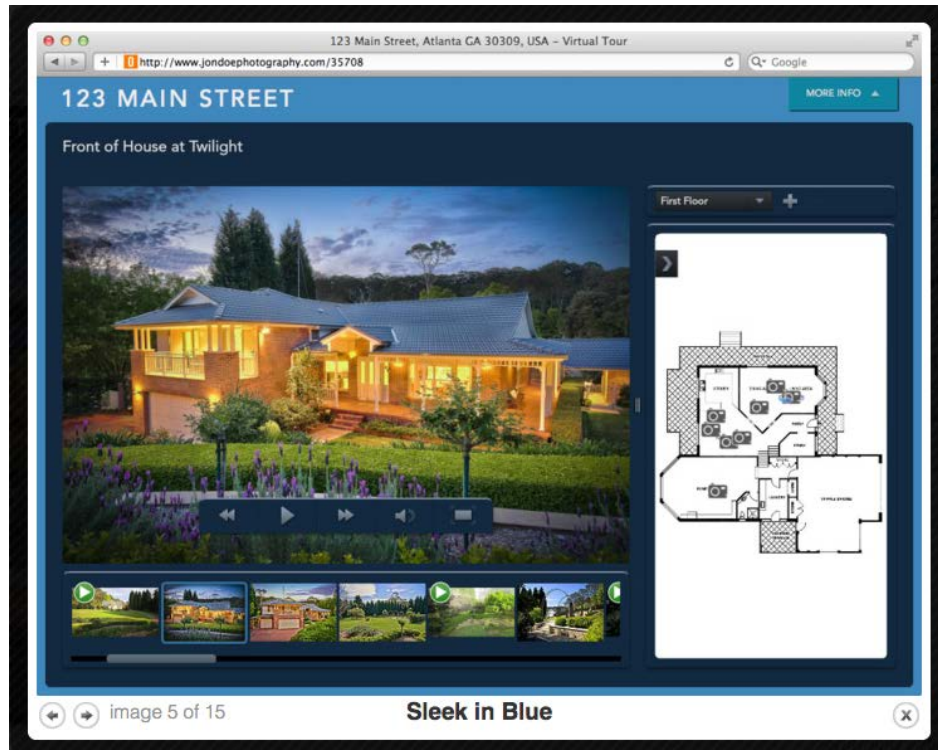 123 Main Street, Atlanta GA 30309, USA – Virtual Tour
http://www.jondoephotography.com/35708
Google
123 MAIN STREET
MORE INFO
Front of House at Twilight
First Floor
image 5 of 15
Sleek in Blue